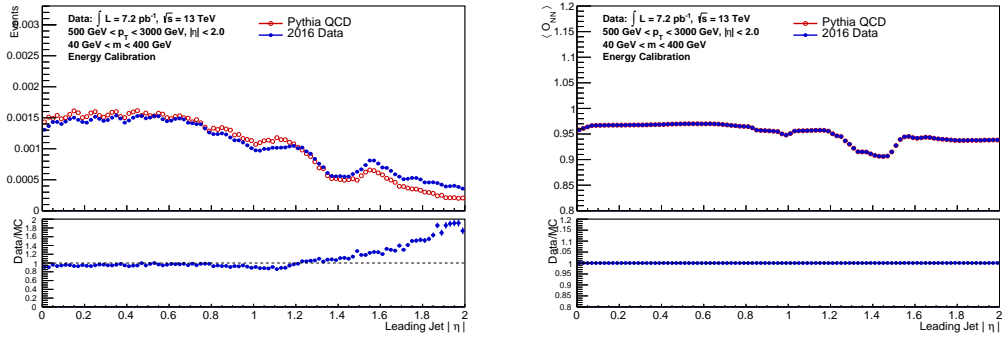 Events
0.003
0.0025
0.002
0.0015
0.001
0.0005
0
Data: ∫ L = 7.2 pb⁻¹, √s = 13 TeV
500 GeV < p_T < 3000 GeV, |η| < 2.0
40 GeV < m < 400 GeV
Energy Calibration
Pythia QCD
2016 Data
Data/MC
2
1.8
1.6
1.4
1.2
1
0.8
0.6
0.4
0.2
0
0 0.2 0.4 0.6 0.8 1 1.2 1.4 1.6 1.8 2
Leading Jet | η |
⟨ O_NN ⟩
1.2
1.15
1.1
1.05
1
0.95
0.9
0.85
0.8
Data: ∫ L = 7.2 pb⁻¹, √s = 13 TeV
500 GeV < p_T < 3000 GeV, |η| < 2.0
40 GeV < m < 400 GeV
Energy Calibration
Pythia QCD
2016 Data
Data/MC
1.2
1.15
1.1
1.05
1
0.95
0.9
0.85
0.8
0 0.2 0.4 0.6 0.8 1 1.2 1.4 1.6 1.8 2
Leading Jet | η |